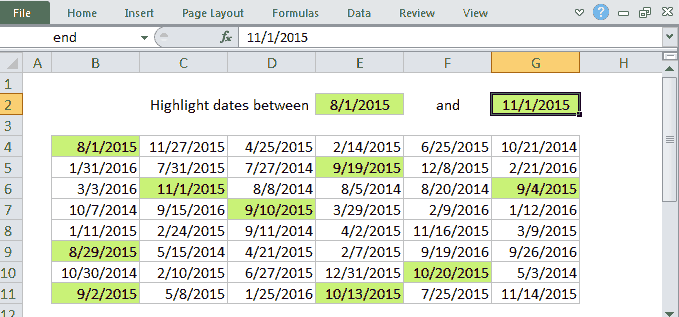 File Home Insert Page Layout Formulas Data Review View
end fx 11/1/2015
A B C D E F G H
1
2 Highlight dates between 8/1/2015 and 11/1/2015
3
4 8/1/2015 11/27/2015 4/25/2015 2/14/2015 6/25/2015 10/21/2014
5 1/31/2016 7/31/2015 7/27/2014 9/19/2015 12/8/2015 2/21/2016
6 3/3/2016 11/1/2015 8/8/2014 8/5/2014 8/20/2014 9/4/2015
7 10/7/2014 9/15/2016 9/10/2015 3/29/2015 2/9/2016 1/12/2016
8 1/11/2015 2/24/2015 9/11/2014 4/2/2015 11/16/2015 3/9/2015
9 8/29/2015 5/15/2014 4/21/2015 2/7/2015 9/19/2016 9/26/2016
10 10/30/2014 2/10/2015 6/27/2015 12/31/2015 10/20/2015 5/3/2014
11 9/2/2015 5/8/2015 1/25/2016 10/13/2015 7/25/2015 11/14/2015
12